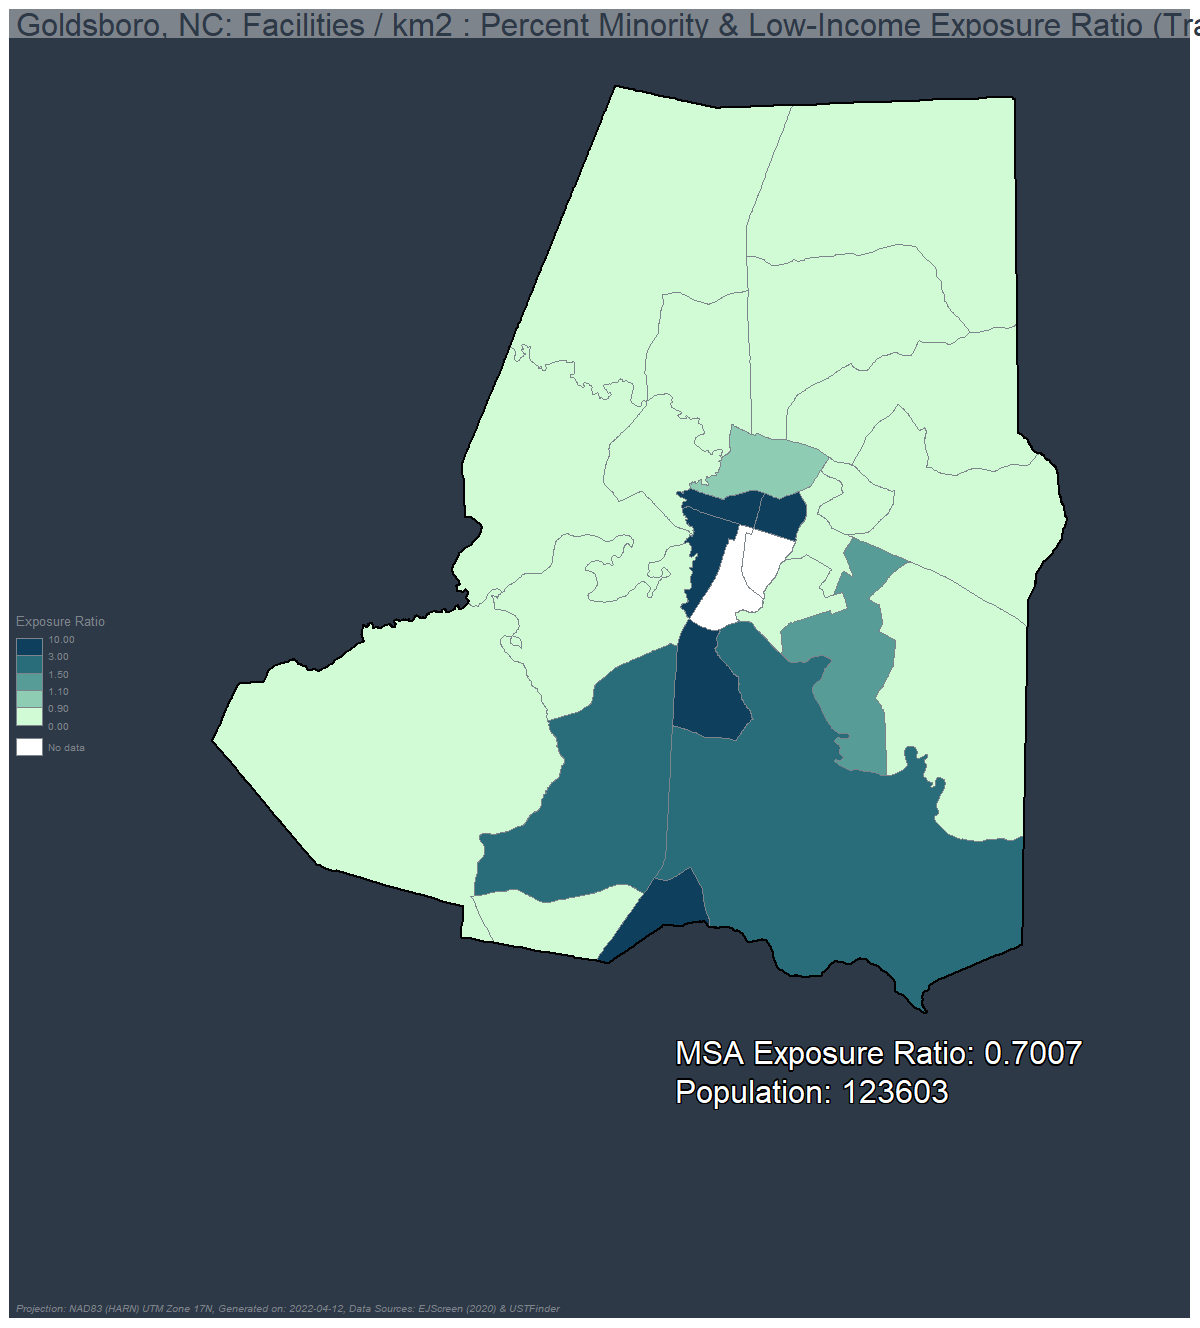 Goldsboro, NC: Facilities / km2 : Percent Minority & Low-Income Exposure Ratio (Tra
Exposure Ratio
10.00
3.00
1.50
1.10
0.90
0.00
No data
MSA Exposure Ratio: 0.7007
Population: 123603
Projection: NAD83 (HARN) UTM Zone 17N, Generated on: 2022-04-12, Data Sources: EJScreen (2020) & USTFinder